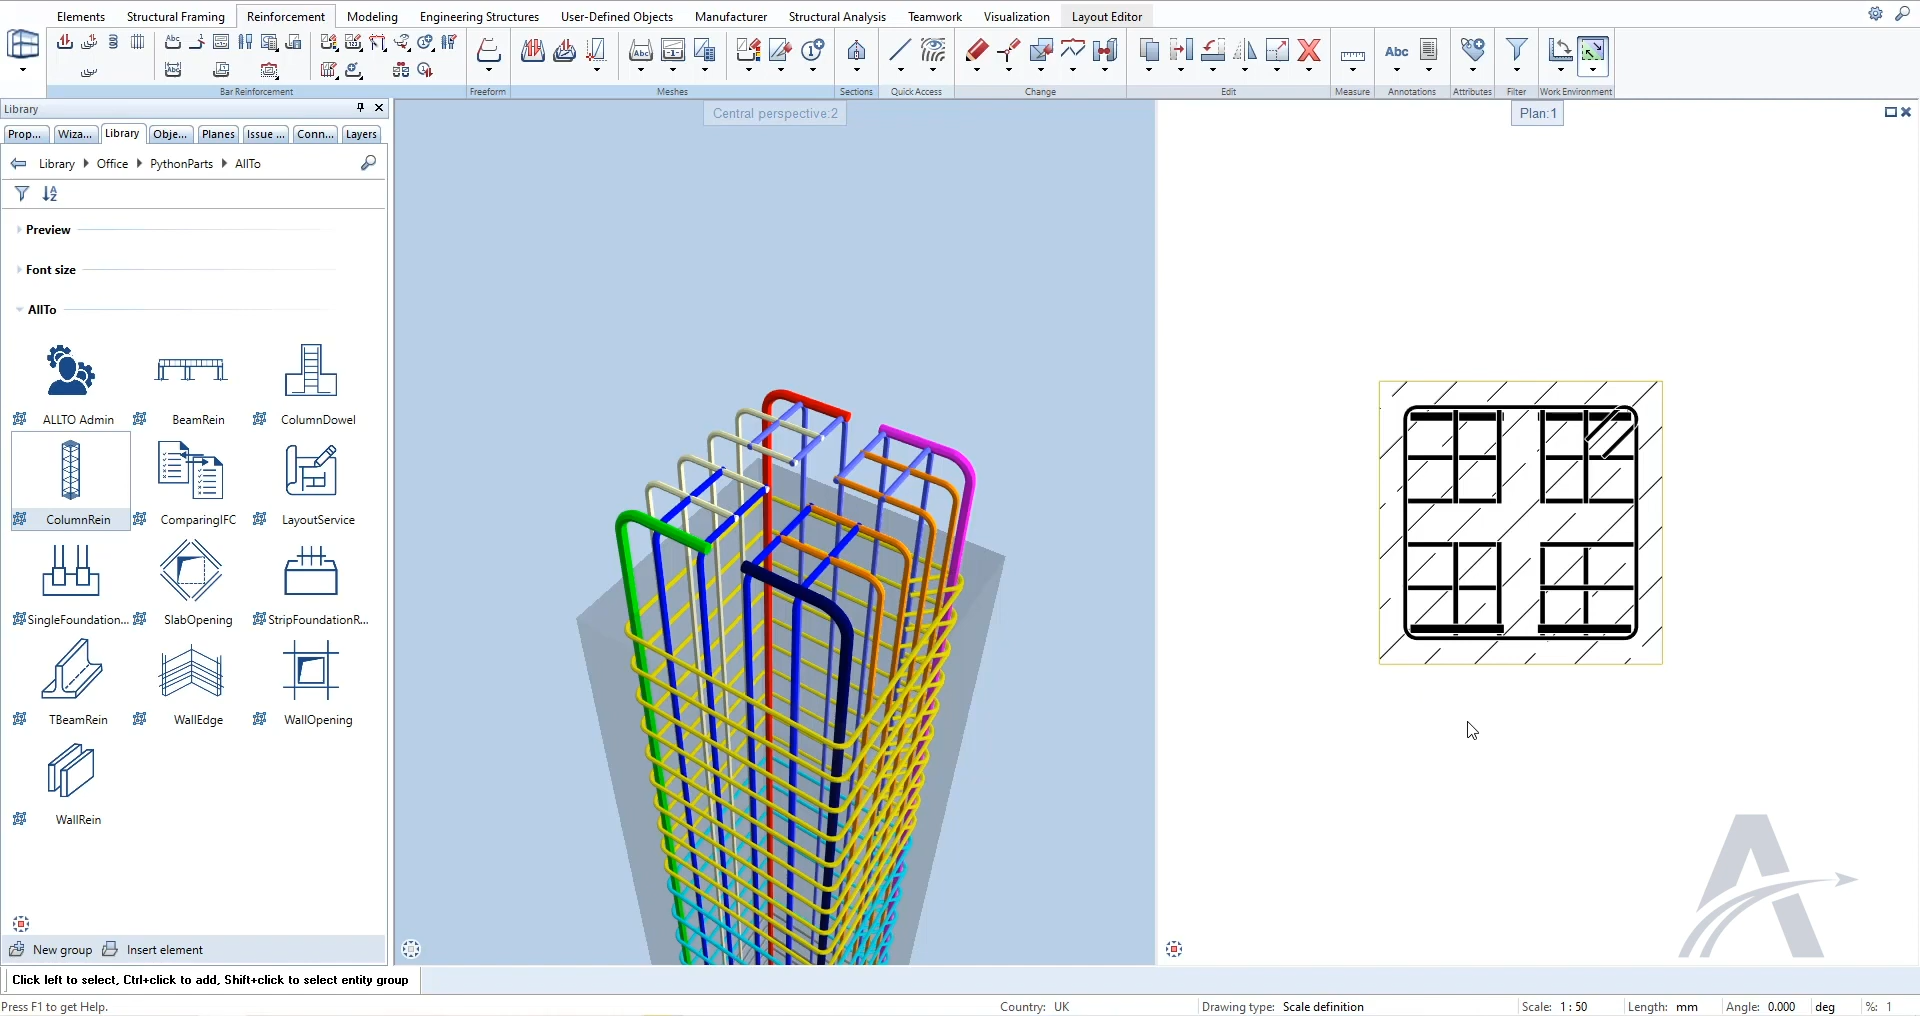 Elements Structural Framing Reinforcement Modeling Engineering Structures User-Defined Objects Manufacturer Structural Analysis Teamwork Visualization Layout Editor
Bar Reinforcement Freeform Meshes Sections Quick Access Change Edit Measure Annotations Attributes Filter Work Environment
Library
Prop... Wiza... Library Obje... Planes Issue ... Conn... Layers
Library Office PythonParts AllTo
Preview
Font size
AllTo
ALLTO Admin BeamRein ColumnDowel
ColumnRein ComparingIFC LayoutService
SingleFoundation... SlabOpening StripFoundationR...
TBeamRein WallEdge WallOpening
WallRein
New group Insert element
Central perspective:2
Plan:1
Click left to select, Ctrl+click to add, Shift+click to select entity group
Press F1 to get Help. Country: UK Drawing type: Scale definition Scale: 1 : 50 Length: mm Angle: 0.000 deg %: 1